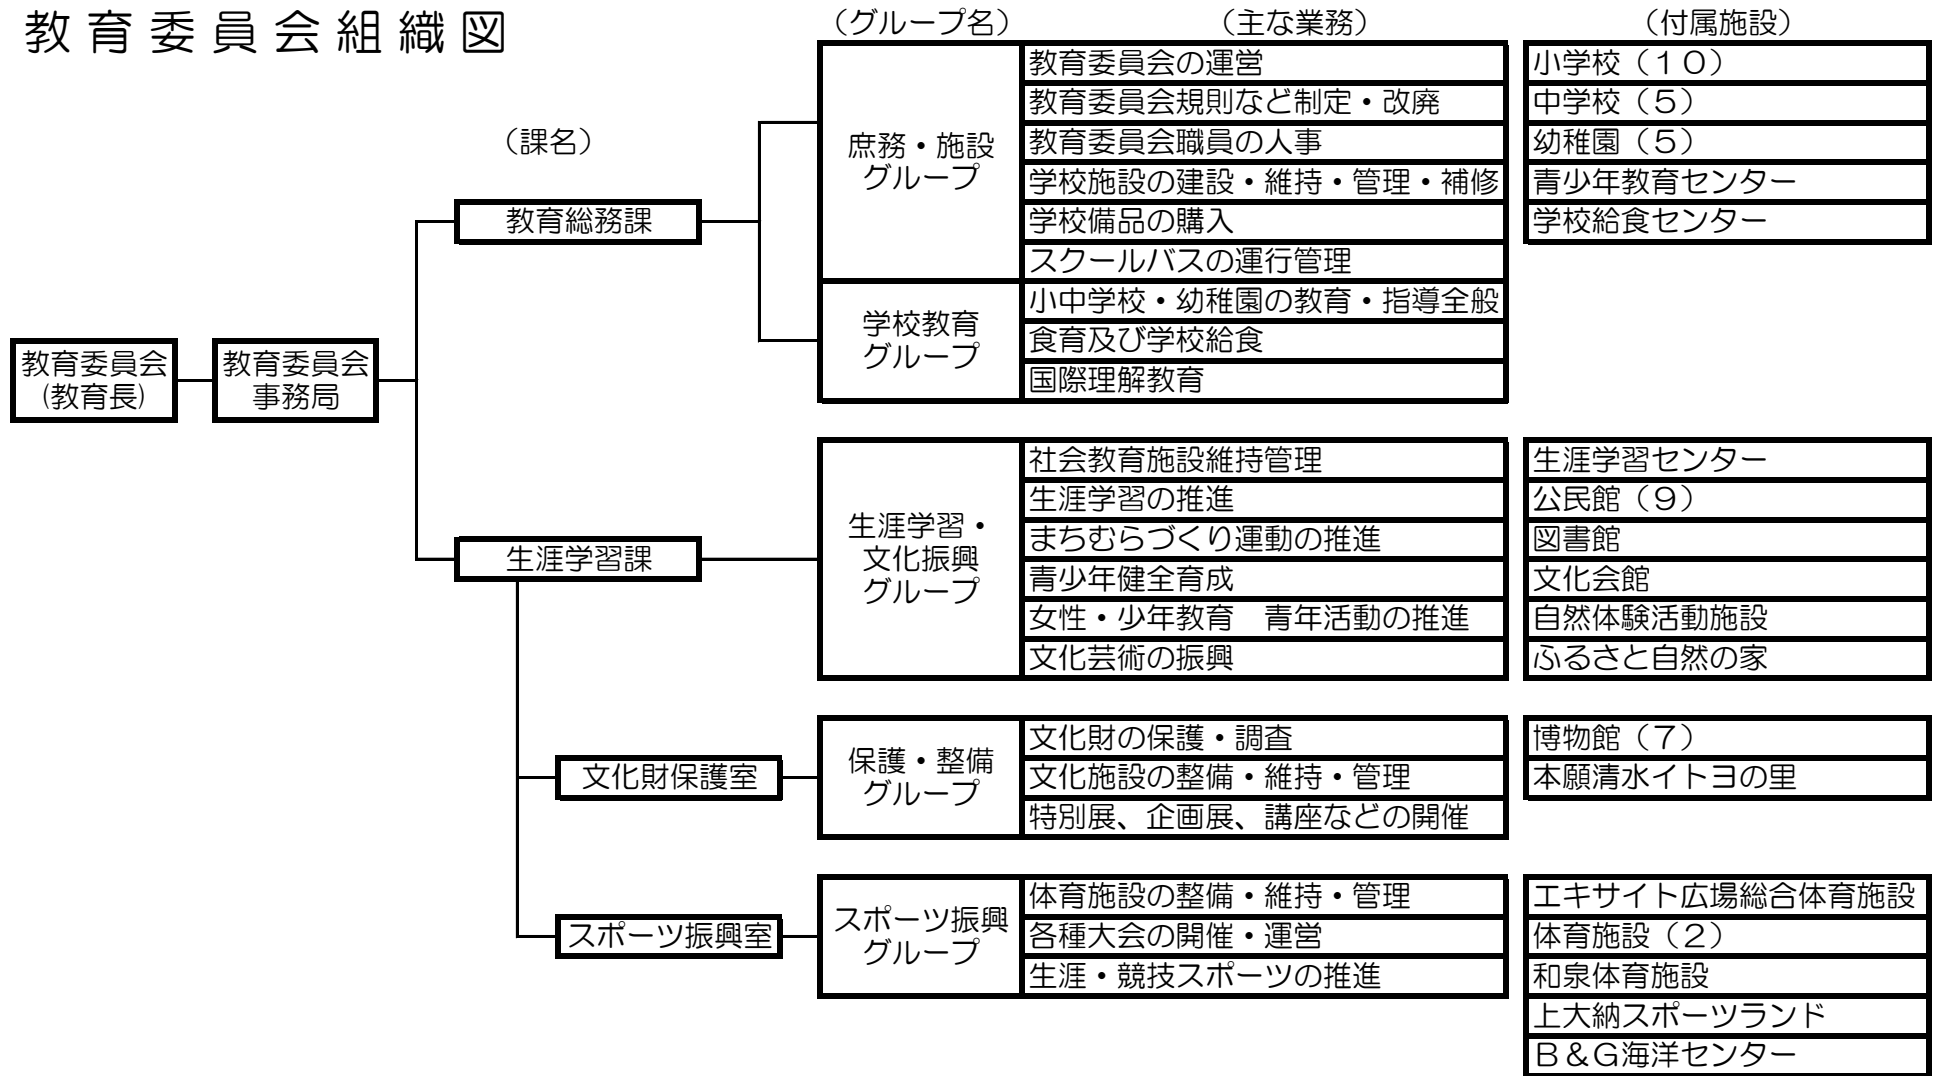 教育委員会組織図
（グループ名）
（主な業務）
（付属施設）
（課名）
教育委員会
(教育長)
教育委員会
事務局
教育総務課
庶務・施設
グループ
教育委員会の運営
教育委員会規則など制定・改廃
教育委員会職員の人事
学校施設の建設・維持・管理・補修
学校備品の購入
スクールバスの運行管理
学校教育
グループ
小中学校・幼稚園の教育・指導全般
食育及び学校給食
国際理解教育
小学校（１０）
中学校（５）
幼稚園（５）
青少年教育センター
学校給食センター
生涯学習課
生涯学習・
文化振興
グループ
社会教育施設維持管理
生涯学習の推進
まちむらづくり運動の推進
青少年健全育成
女性・少年教育　青年活動の推進
文化芸術の振興
生涯学習センター
公民館（９）
図書館
文化会館
自然体験活動施設
ふるさと自然の家
文化財保護室
保護・整備
グループ
文化財の保護・調査
文化施設の整備・維持・管理
特別展、企画展、講座などの開催
博物館（７）
本願清水イトヨの里
スポーツ振興室
スポーツ振興
グループ
体育施設の整備・維持・管理
各種大会の開催・運営
生涯・競技スポーツの推進
エキサイト広場総合体育施設
体育施設（２）
和泉体育施設
上大納スポーツランド
Ｂ＆Ｇ海洋センター